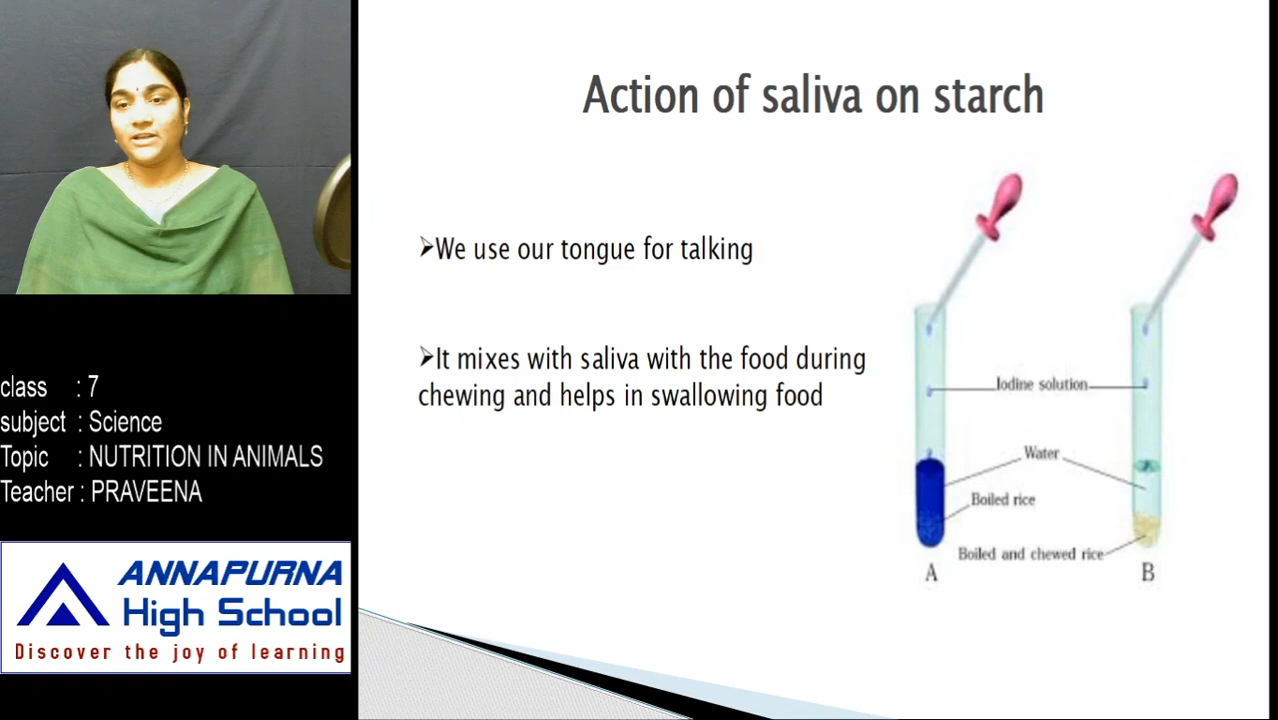 Action of saliva on starch
➢We use our tongue for talking
➢It mixes with saliva with the food during
chewing and helps in swallowing food
Iodine solution
Water
Boiled rice
Boiled and chewed rice
A
B
class : 7
subject : Science
Topic : NUTRITION IN ANIMALS
Teacher : PRAVEENA
ANNAPURNA
High School
Discover the joy of learning